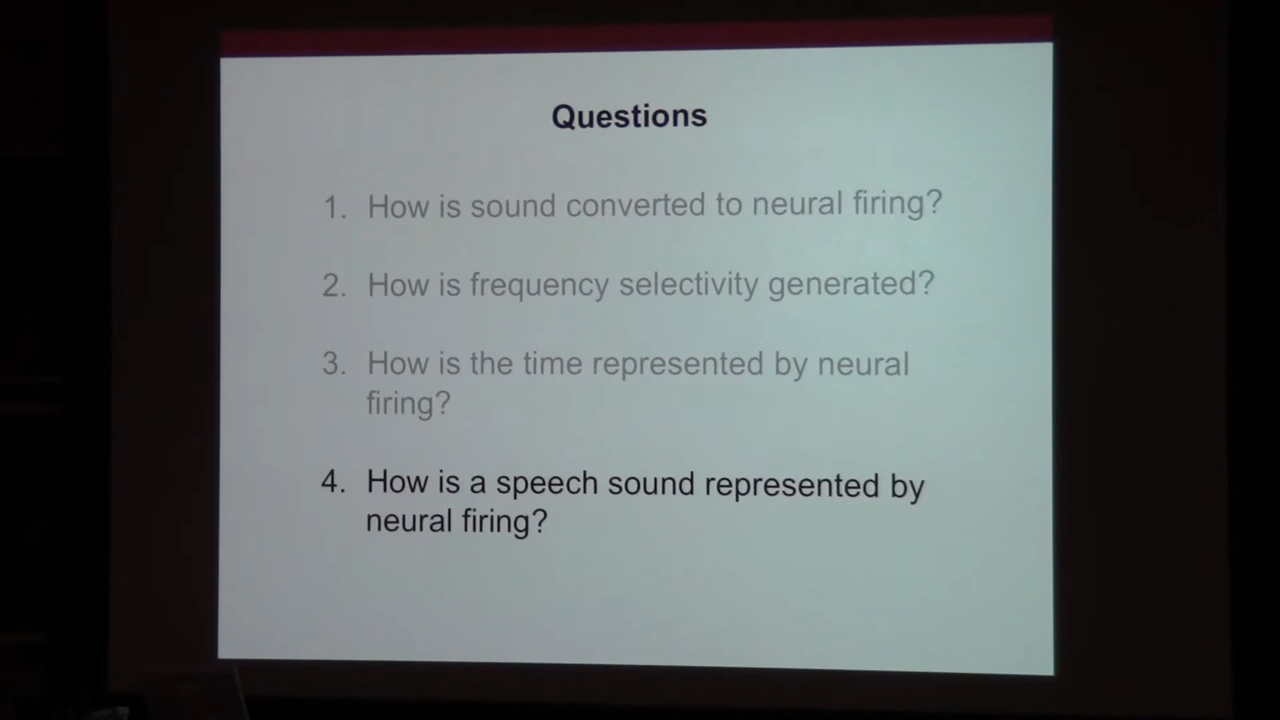 Questions
1. How is sound converted to neural firing?
2. How is frequency selectivity generated?
3. How is the time represented by neural
firing?
4. How is a speech sound represented by
neural firing?